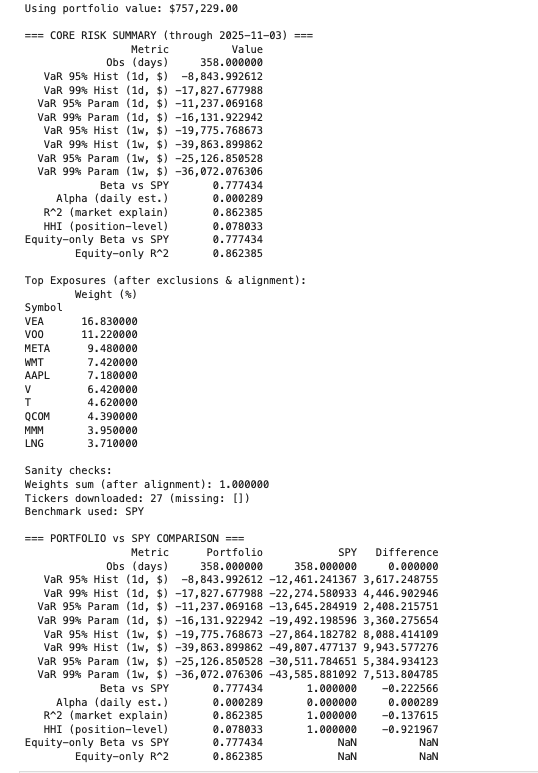 Using portfolio value: $757,229.00
=== CORE RISK SUMMARY (through 2025-11-03) ===
Metric Value
Obs (days) 358.000000
VaR 95% Hist (1d, $) -8,843.992612
VaR 99% Hist (1d, $) -17,827.677988
VaR 95% Param (1d, $) -11,237.069168
VaR 99% Param (1d, $) -16,131.922942
VaR 95% Hist (1w, $) -19,775.768673
VaR 99% Hist (1w, $) -39,863.899862
VaR 95% Param (1w, $) -25,126.850528
VaR 99% Param (1w, $) -36,072.076306
Beta vs SPY 0.777434
Alpha (daily est.) 0.000289
R^2 (market explain) 0.862385
HHI (position-level) 0.078033
Equity-only Beta vs SPY 0.777434
Equity-only R^2 0.862385
Top Exposures (after exclusions & alignment):
Weight (%)
Symbol
VEA 16.830000
VOO 11.220000
META 9.480000
WMT 7.420000
AAPL 7.180000
V 6.420000
T 4.620000
QCOM 4.390000
MMM 3.950000
LNG 3.710000
Sanity checks:
Weights sum (after alignment): 1.000000
Tickers downloaded: 27 (missing: [])
Benchmark used: SPY
=== PORTFOLIO vs SPY COMPARISON ===
Metric Portfolio SPY Difference
Obs (days) 358.000000 358.000000 0.000000
VaR 95% Hist (1d, $) -8,843.992612 -12,461.241367 3,617.248755
VaR 99% Hist (1d, $) -17,827.677988 -22,274.580933 4,446.902946
VaR 95% Param (1d, $) -11,237.069168 -13,645.284919 2,408.215751
VaR 99% Param (1d, $) -16,131.922942 -19,492.198596 3,360.275654
VaR 95% Hist (1w, $) -19,775.768673 -27,864.182782 8,088.414109
VaR 99% Hist (1w, $) -39,863.899862 -49,807.477137 9,943.577276
VaR 95% Param (1w, $) -25,126.850528 -30,511.784651 5,384.934123
VaR 99% Param (1w, $) -36,072.076306 -43,585.881092 7,513.804785
Beta vs SPY 0.777434 1.000000 -0.222566
Alpha (daily est.) 0.000289 0.000000 0.000289
R^2 (market explain) 0.862385 1.000000 -0.137615
HHI (position-level) 0.078033 1.000000 -0.921967
Equity-only Beta vs SPY 0.777434 NaN NaN
Equity-only R^2 0.862385 NaN NaN